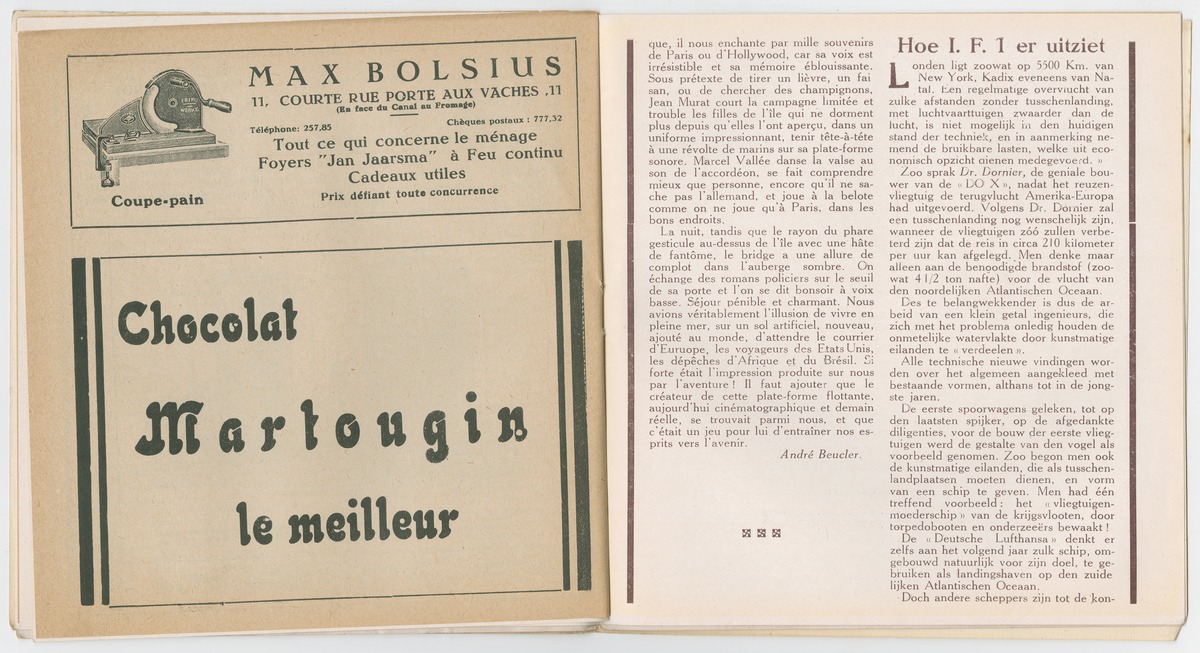 MAX BOLSIUS
11, COURTE RUE PORTE AUX VACHES ,11
(En face du Canal au Fromage)
Téléphone: 257,85
Chèques postaux : 777,32
Tout ce qui concerne le ménage
Foyers "Jan Jaarsma" à Feu continu
Cadeaux utiles
Prix défiant toute concurrence
Coupe-pain
Chocolat
Martougin
le meilleur
que, il nous enchante par mille souvenirs
de Paris ou d'Hollywood, car sa voix est
irrésistible et sa mémoire éblouissante.
Sous prétexte de tirer un lièvre, un fai
san, ou de chercher des champignons,
Jean Murat court la campagne limitée et
trouble les filles de l'île qui ne dorment
plus depuis qu'elles l'ont aperçu, dans un
uniforme impressionnant, tenir tête-à-tête
à une révolte de marins sur sa plate-forme
sonore. Marcel Vallée danse la valse au
son de l'accordéon, se fait comprendre
mieux que personne, encore qu'il ne sa-
che pas l'allemand, et joue à la belote
comme on ne joue qu'à Paris, dans les
bons endroits.
La nuit, tandis que le rayon du phare
gesticule au-dessus de l'île avec une hâte
de fantôme, le bridge a une allure de
complot dans l'auberge sombre. On
échange des romans policiers sur le seuil
de sa porte et l'on se dit bonsoir à voix
basse. Séjour pénible et charmant. Nous
avions véritablement l'illusion de vivre en
pleine mer, sur un sol artificiel, nouveau,
ajouté au monde, d'attendre le courrier
d'Euruope, les voyageurs des Etats Unis,
les dépêches d'Afrique et du Brésil. Si
forte était l'impression produite sur nous
par l'aventure ! Il faut ajouter que le
créateur de cette plate-forme flottante,
aujourd'hui cinématographique et demain
réelle, se trouvait parmi nous, et que
c'était un jeu pour lui d'entraîner nos es-
prits vers l'avenir.
André Beucler.
Hoe I. F. 1 er uitziet
Londen ligt zoowat op 5500 Km. van
New York, Kadix eveneens van Na-
tal. Een regelmatige overvlucht van
zulke afstanden zonder tusschenlanding,
met luchtvaarttuigen zwaarder dan de
lucht, is niet mogelijk in den huidigen
stand der techniek, en in aanmerking ne-
mend de bruikbare lasten, welke uit eco-
nomisch opzicht dienen medegevoerd. »
Zoo sprak Dr. Dornier, de geniale bou-
wer van de « DO X », nadat het reuzen-
vliegtuig de terugvlucht Amerika-Europa
had uitgevoerd. Volgens Dr. Dornier zal
een tusschenlanding nog wenschelijk zijn,
wanneer de vliegtuigen zóó zullen verbe-
terd zijn dat de reis in circa 210 kilometer
per uur kan afgelegd. Men denke maar
alleen aan de benoodigde brandstof (zoo-
wat 4 1/2 ton nafte) voor de vlucht van
den noordelijken Atlantischen Oceaan.
Des te belangwekkender is dus de ar-
beid van een klein getal ingenieurs, die
zich met het problema onledig houden de
onmetelijke watervlakte door kunstmatige
eilanden te « verdeelen ».
Alle technische nieuwe vindingen wor-
den over het algemeen aangekleed met
bestaande vormen, althans tot in de jong-
ste jaren.
De eerste spoorwagens geleken, tot op
den laatsten spijker, op de afgedankte
diligenties, voor de bouw der eerste vlieg-
tuigen werd de gestalte van den vogel als
voorbeeld genomen. Zoo begon men ook
de kunstmatige eilanden, die als tusschen-
landplaatsen moeten dienen, en vorm
van een schip te geven. Men had één
treffend voorbeeld : het « vliegtuigen-
moederschip » van de krijgsvlooten, door
torpedobooten en onderzeeërs bewaakt !
De « Deutsche Lufthansa » denkt er
zelfs aan het volgend jaar zulk schip, om-
gebouwd natuurlijk voor zijn doel, te ge-
bruiken als landingshaven op den zuide
lijken Atlantischen Oceaan.
Doch andere scheppers zijn tot de kon-